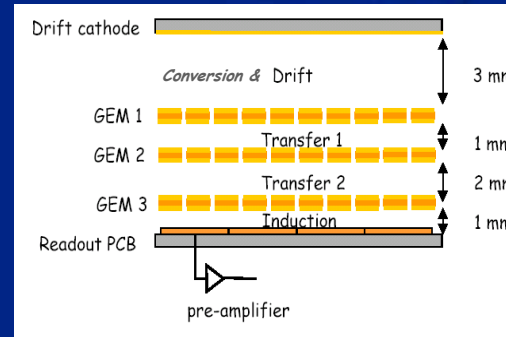 Drift cathode
Conversion & Drift
3 mm
GEM 1
Transfer 1
1 mm
GEM 2
Transfer 2
2 mm
GEM 3
Induction
1 mm
Readout PCB
pre-amplifier